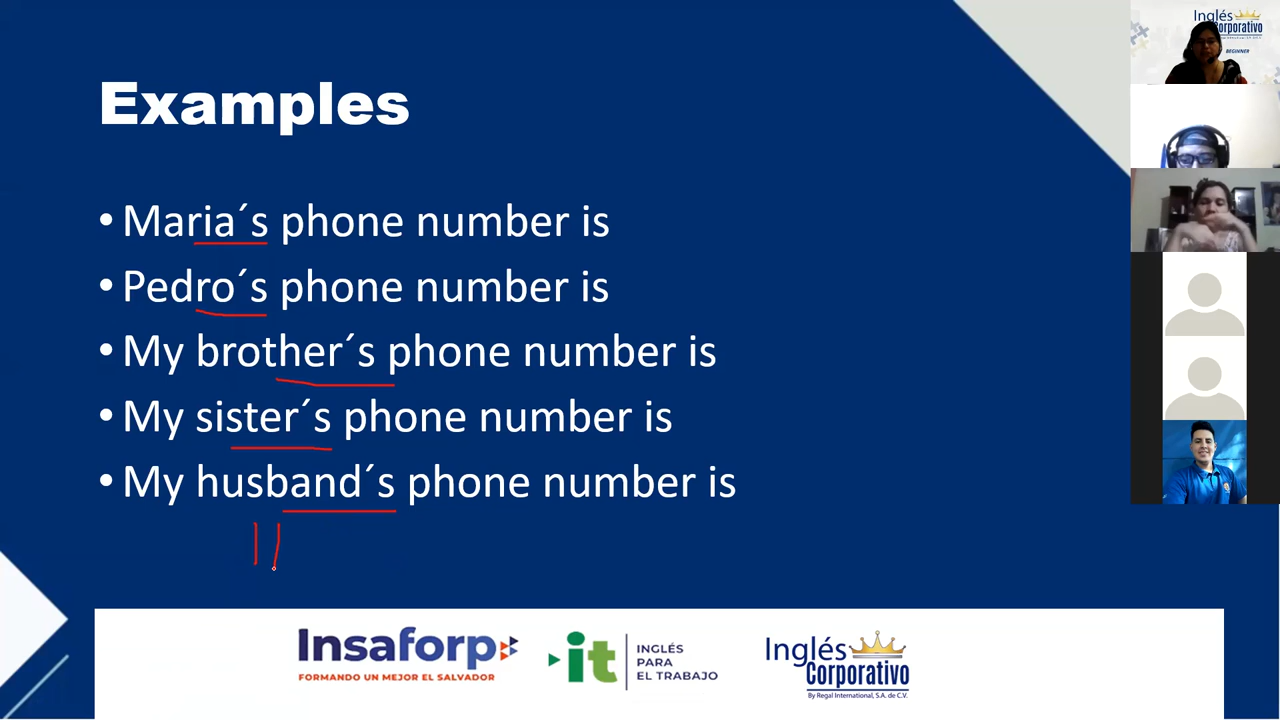 Examples
• Maria´s phone number is
• Pedro´s phone number is
• My brother´s phone number is
• My sister´s phone number is
• My husband´s phone number is
Insaforp
FORMANDO UN MEJOR EL SALVADOR
it
INGLÉS
PARA
EL TRABAJO
Inglés
Corporativo
By Regal International, S.A. de C.V.
Inglés
Corporativo
BEGINNER